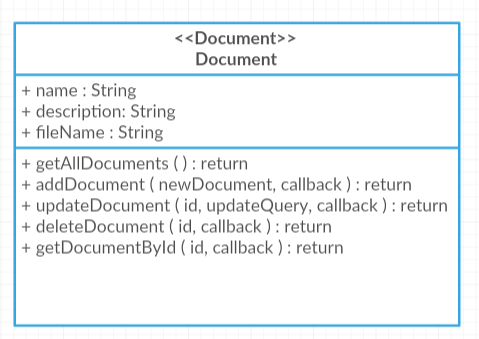 <<Document>>
Document
+ name : String
+ description: String
+ fileName : String
+ getAllDocuments ( ) : return
+ addDocument ( newDocument, callback ) : return
+ updateDocument ( id, updateQuery, callback ) : return
+ deleteDocument ( id, callback ) : return
+ getDocumentById ( id, callback ) : return